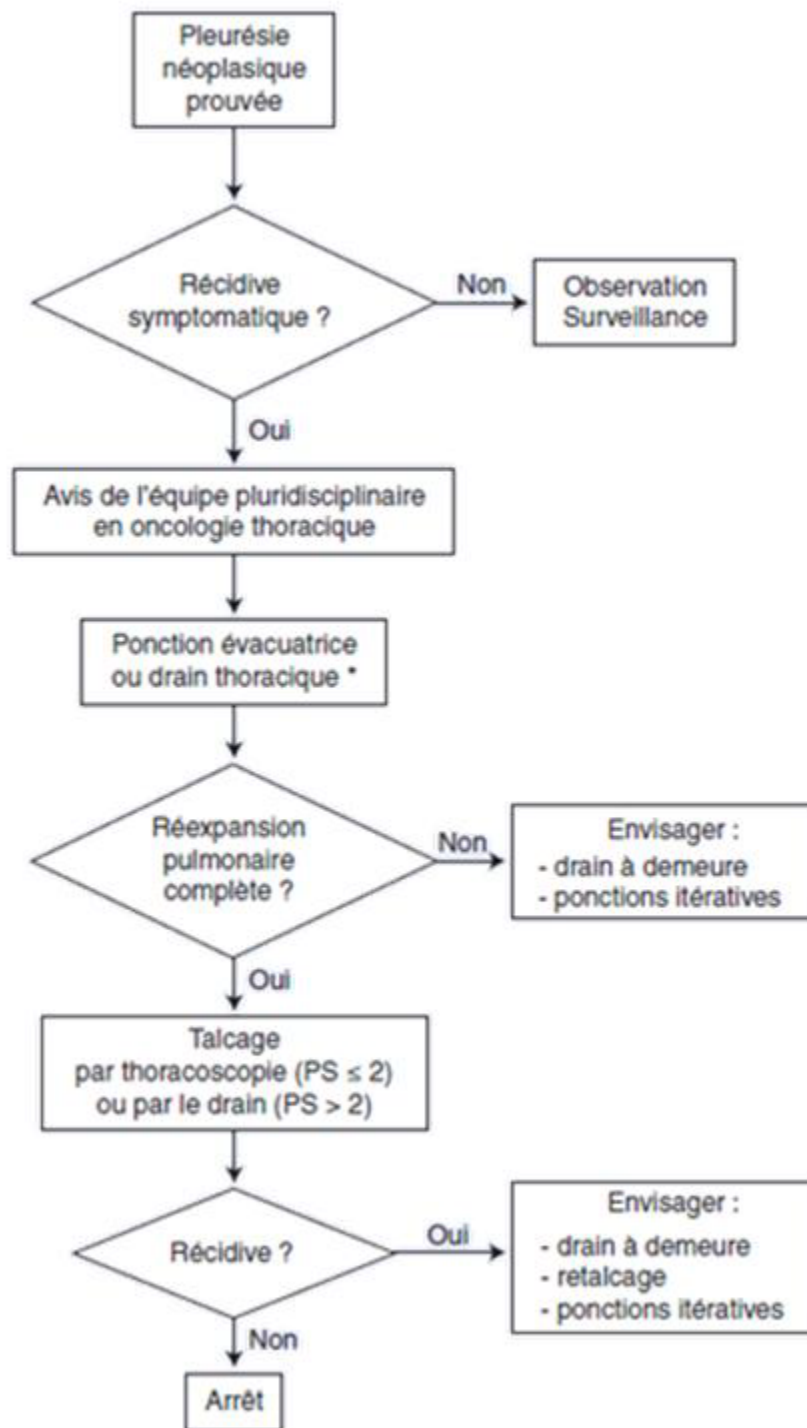 Pleurésie
néoplasique
prouvée
Récidive
symptomatique ?
Non
Observation
Surveillance
Oui
Avis de l'équipe pluridisciplinaire
en oncologie thoracique
Ponction évacuatrice
ou drain thoracique *
Réexpansion
pulmonaire
complète ?
Non
Envisager :
- drain à demeure
- ponctions itératives
Oui
Talcage
par thoracoscopie (PS ≤ 2)
ou par le drain (PS > 2)
Récidive ?
Oui
Envisager :
- drain à demeure
- retalcage
- ponctions itératives
Non
Arrêt